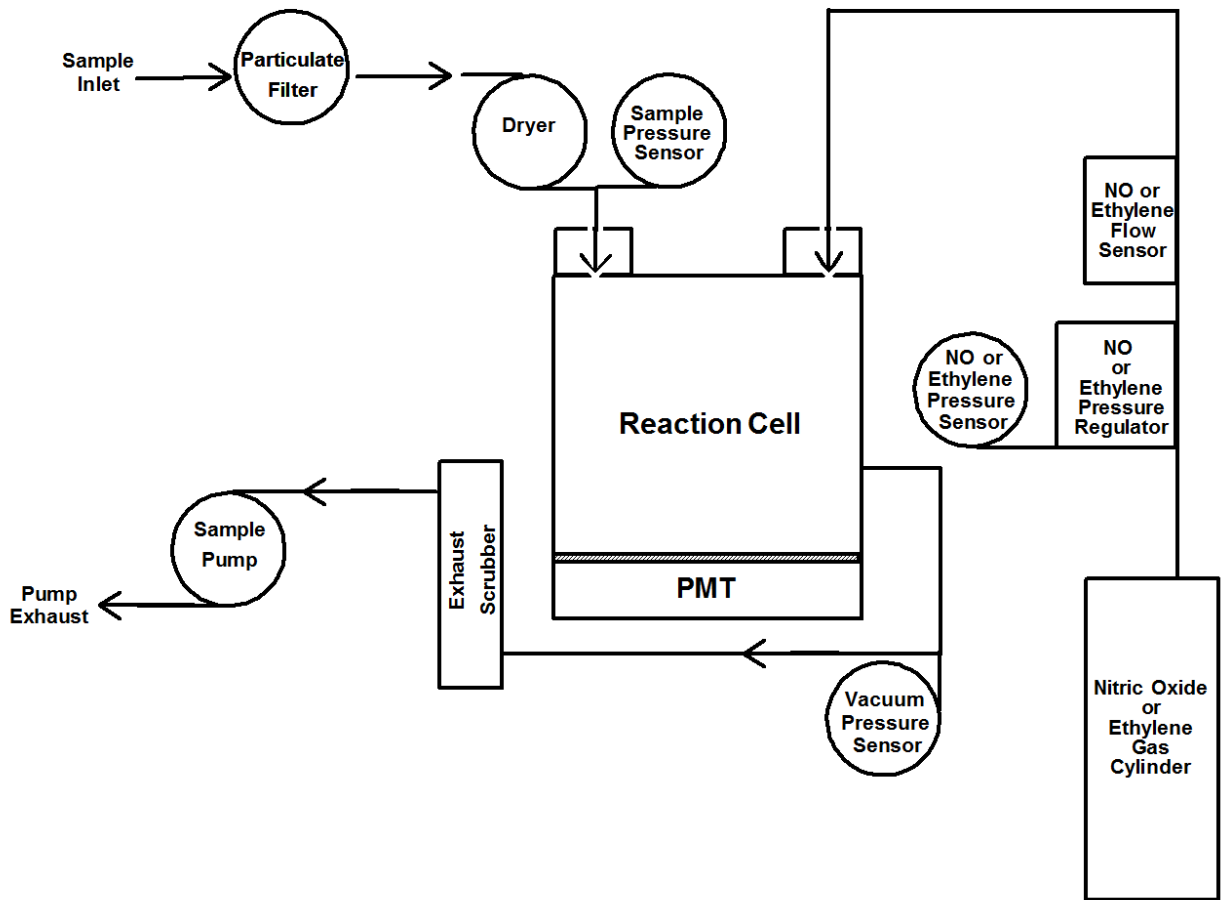 Sample
Inlet
Particulate
Filter
Dryer
Sample
Pressure
Sensor
NO or
Ethylene
Flow
Sensor
NO or
Ethylene
Pressure
Sensor
NO
or
Ethylene
Pressure
Regulator
Reaction Cell
PMT
Exhaust
Scrubber
Sample
Pump
Pump
Exhaust
Vacuum
Pressure
Sensor
Nitric Oxide
or
Ethylene
Gas
Cylinder